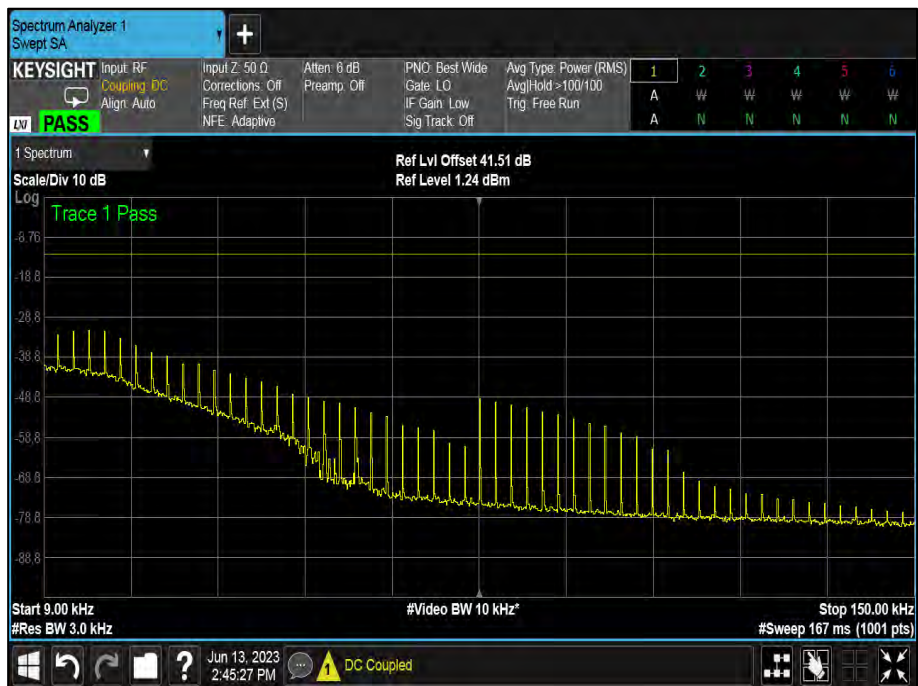 Spectrum Analyzer 1
Swept SA
+
KEYSIGHT
Input: RF
Coupling: DC
Align: Auto
Input Z: 50 Ω
Corrections: Off
Freq Ref: Ext (S)
NFE: Adaptive
Atten: 6 dB
Preamp: Off
PNO: Best Wide
Gate: LO
IF Gain: Low
Sig Track: Off
Avg Type: Power (RMS)
Avg|Hold >100/100
Trig: Free Run
1 2 3 4 5 6
A W W W W W
A N N N N N
LXI PASS
1 Spectrum
Scale/Div 10 dB
Ref Lvl Offset 41.51 dB
Ref Level 1.24 dBm
Log
Trace 1 Pass
-8.76
-18.8
-28.8
-38.8
-48.8
-58.8
-68.8
-78.8
-88.8
Start 9.00 kHz
#Video BW 10 kHz*
Stop 150.00 kHz
#Res BW 3.0 kHz
#Sweep 167 ms (1001 pts)
?
Jun 13, 2023
2:45:27 PM
1
DC Coupled